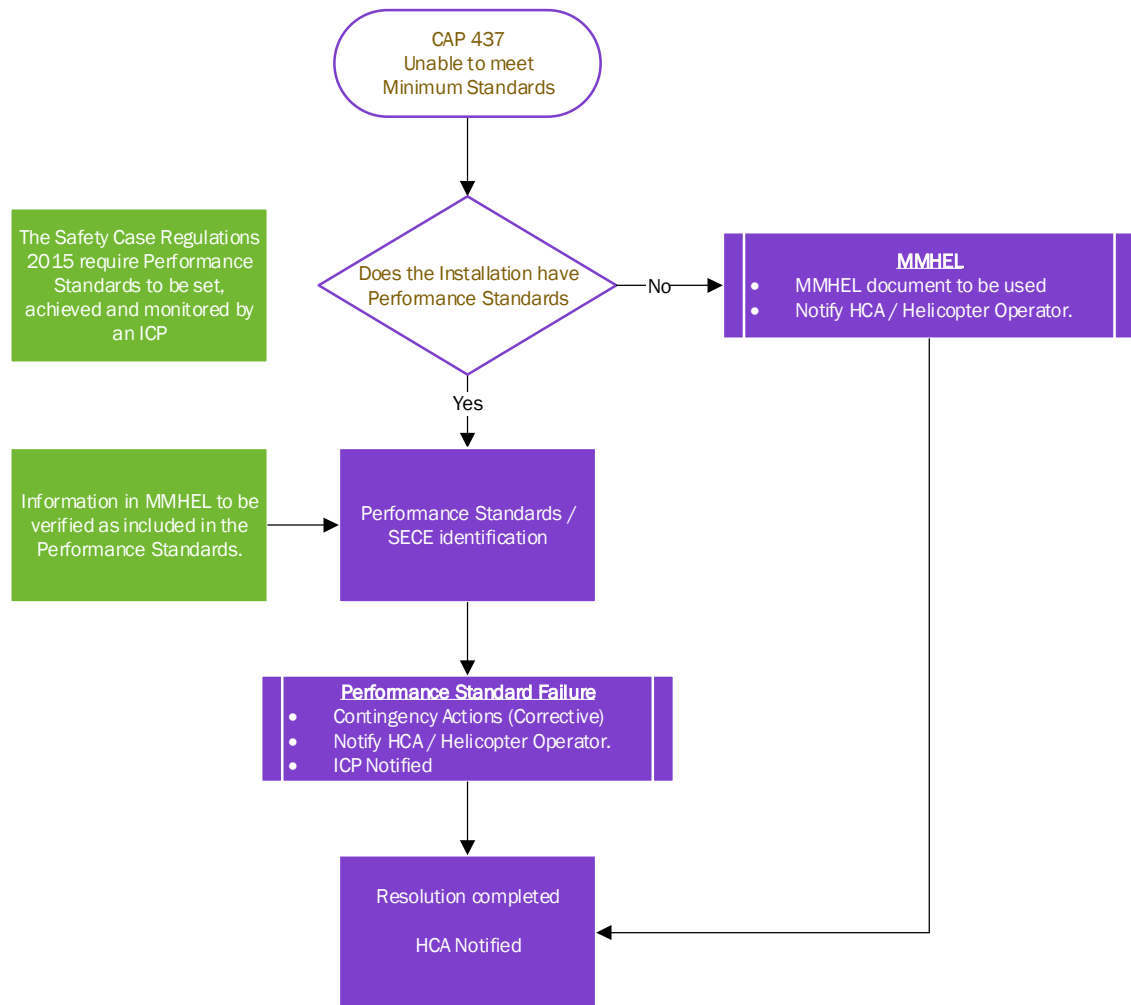 CAP 437
Unable to meet
Minimum Standards
The Safety Case Regulations
2015 require Performance
Standards to be set,
achieved and monitored by
an ICP
Does the Installation have
Performance Standards
No
MMHEL
• MMHEL document to be used
• Notify HCA / Helicopter Operator.
Yes
Information in MMHEL to be
verified as included in the
Performance Standards.
Performance Standards /
SECE identification
Performance Standard Failure
• Contingency Actions (Corrective)
• Notify HCA / Helicopter Operator.
• ICP Notified
Resolution completed
HCA Notified